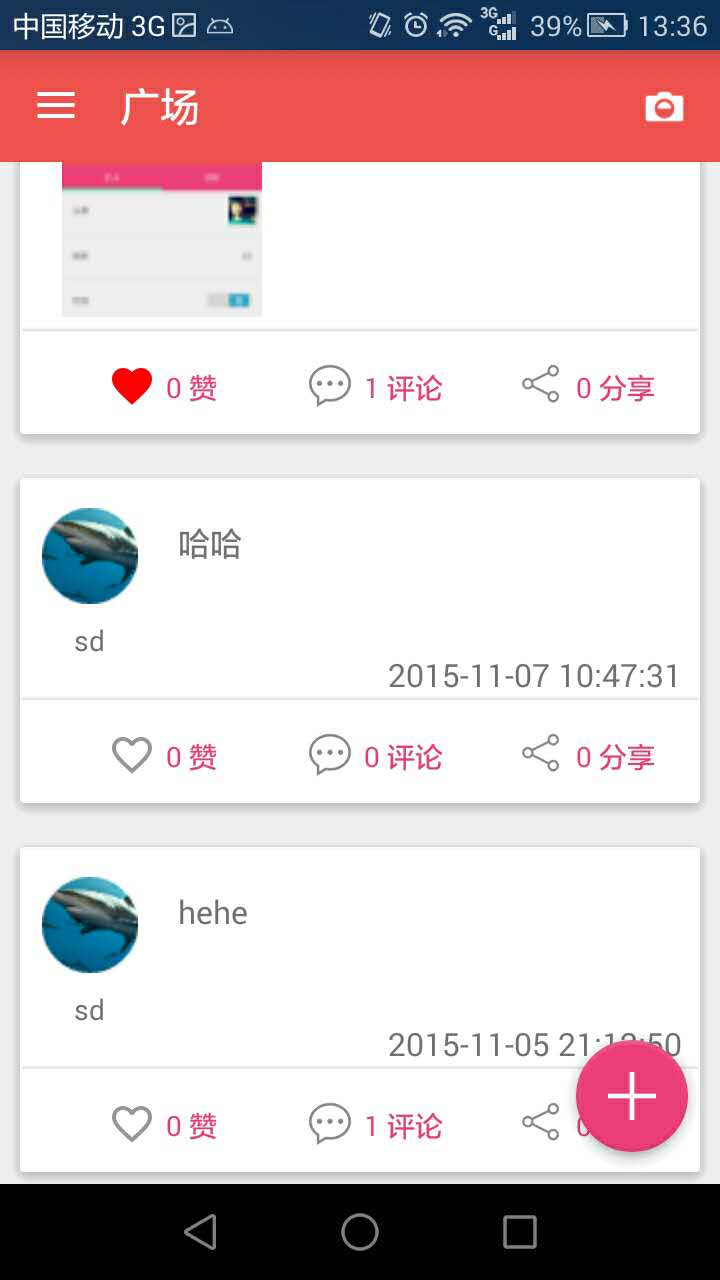 中国移动 3G 3G G 39% 13:36
广场
0 赞 1 评论 0 分享
哈哈
sd
2015-11-07 10:47:31
0 赞 0 评论 0 分享
hehe
sd
2015-11-05 21:12:50
0 赞 1 评论